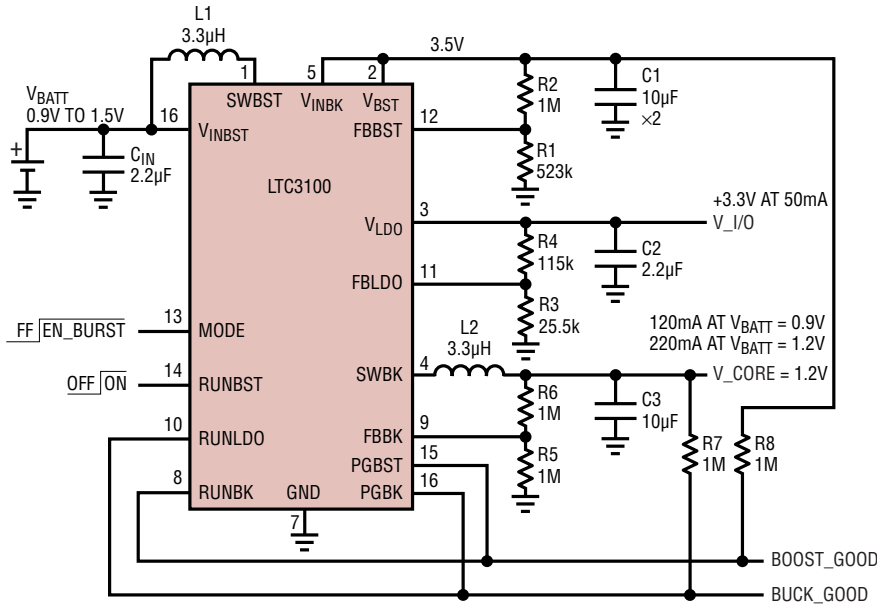 L1
3.3µH
3.5V
1
5
2
SWBST
VINBK
VBST
R2
1M
C1
10µF
×2
VBATT
0.9V TO 1.5V
16
VINBST
12
FBBST
+
CIN
2.2µF
R1
523k
LTC3100
+3.3V AT 50mA
3
VLDO
V_I/O
R4
115k
C2
2.2µF
11
FBLDO
R3
25.5k
FF EN_BURST
13
MODE
L2
3.3µH
120mA AT VBATT = 0.9V
220mA AT VBATT = 1.2V
OFF ON
14
RUNBST
4
SWBK
V_CORE = 1.2V
R6
1M
C3
10µF
10
RUNLDO
9
FBBK
R7
1M
R8
1M
R5
1M
15
PGBST
8
RUNBK
GND
16
PGBK
7
BOOST_GOOD
BUCK_GOOD